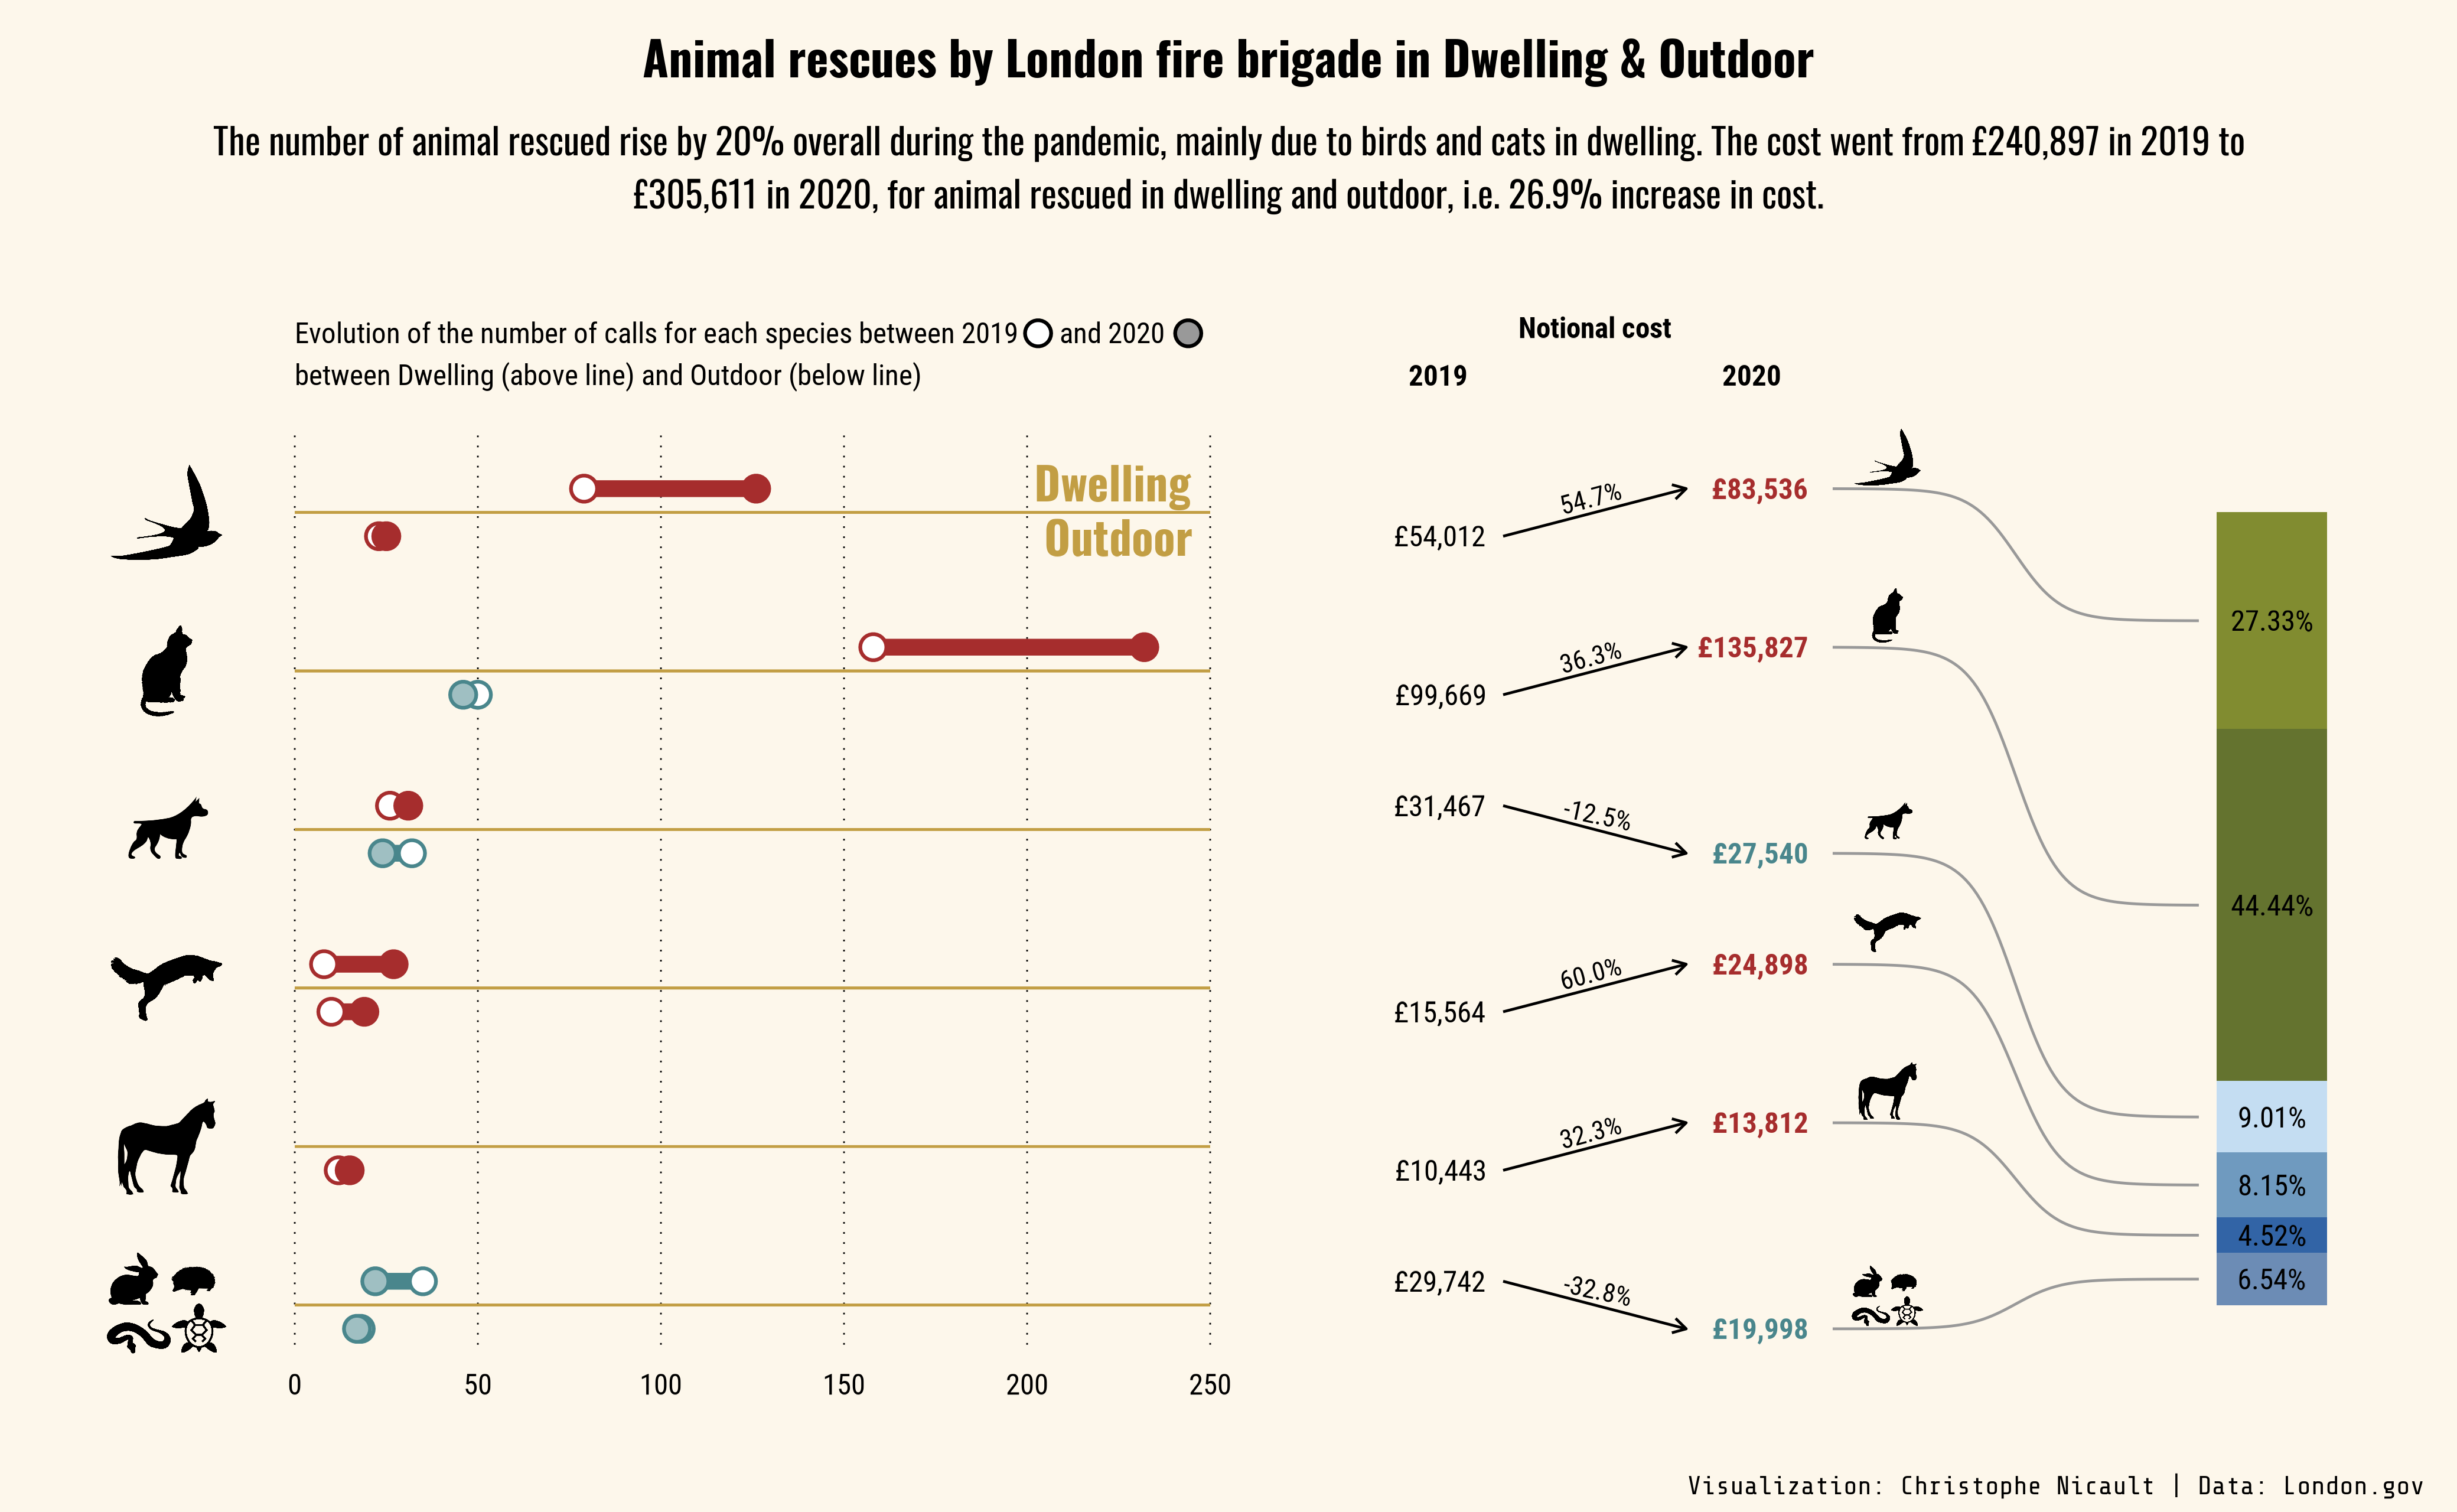 Animal rescues by London fire brigade in Dwelling & Outdoor
The number of animal rescued rise by 20% overall during the pandemic, mainly due to birds and cats in dwelling. The cost went from £240,897 in 2019 to
£305,611 in 2020, for animal rescued in dwelling and outdoor, i.e. 26.9% increase in cost.
Evolution of the number of calls for each species between 2019 and 2020
between Dwelling (above line) and Outdoor (below line)
Dwelling
Outdoor
0 50 100 150 200 250
Notional cost
2019 2020
£54,012 54.7% £83,536
£99,669 36.3% £135,827
£31,467 -12.5% £27,540
£15,564 60.0% £24,898
£10,443 32.3% £13,812
£29,742 -32.8% £19,998
27.33%
44.44%
9.01%
8.15%
4.52%
6.54%
Visualization: Christophe Nicault | Data: London.gov